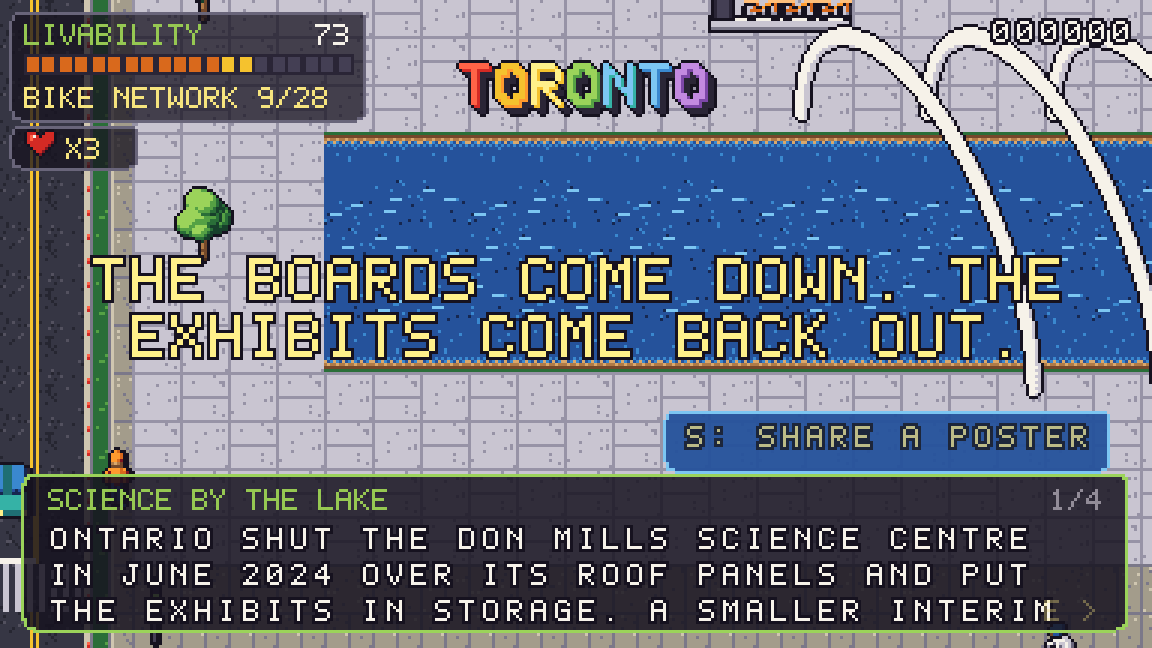 LIVABILITY 73
BIKE NETWORK 9/28
X3
000000
TORONTO
THE BOARDS COME DOWN. THE
EXHIBITS COME BACK OUT.
S: SHARE A POSTER
SCIENCE BY THE LAKE 1/4
ONTARIO SHUT THE DON MILLS SCIENCE CENTRE
IN JUNE 2024 OVER ITS ROOF PANELS AND PUT
THE EXHIBITS IN STORAGE. A SMALLER INTERIM
E >